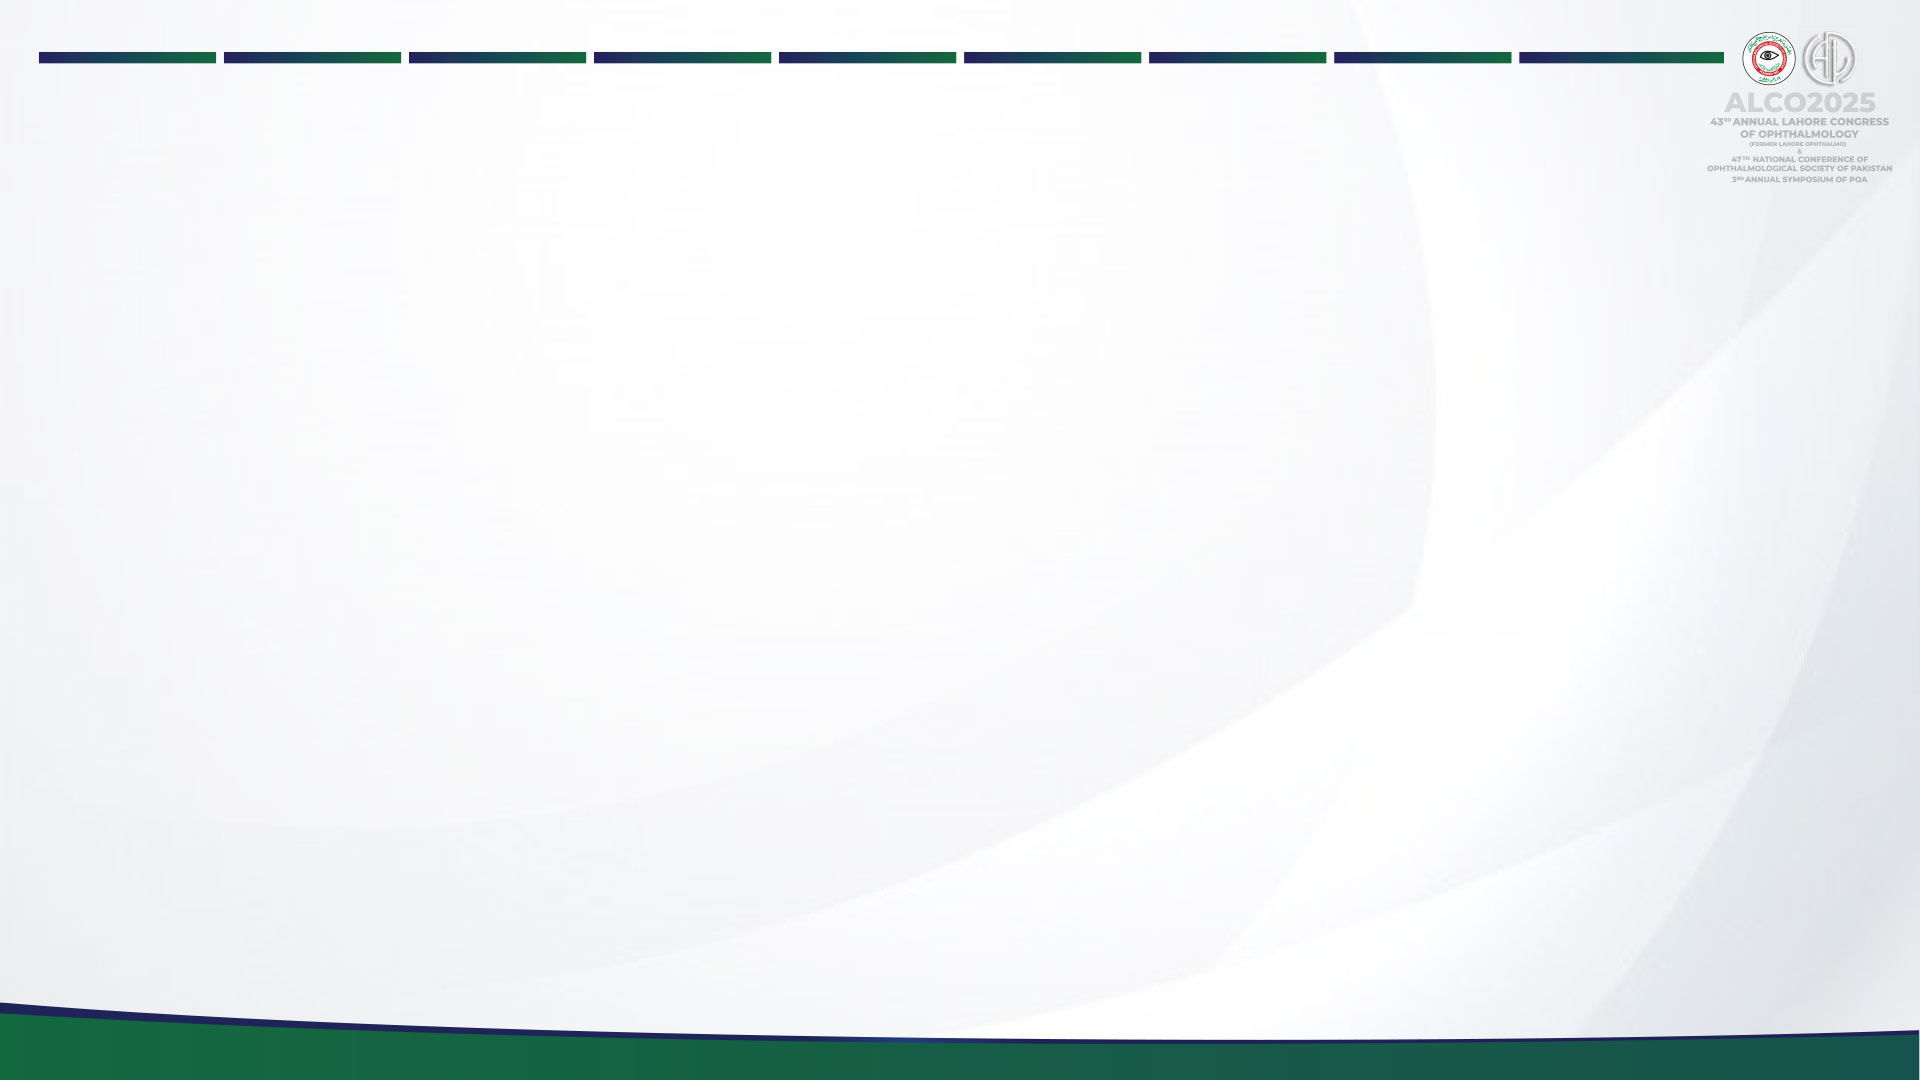 ALCO2025
43RD ANNUAL LAHORE CONGRESS
OF OPHTHALMOLOGY
(FORMER LAHORE OPHTHALMO)
&
47TH NATIONAL CONFERENCE OF
OPHTHALMOLOGICAL SOCIETY OF PAKISTAN
3RD ANNUAL SYMPOSIUM OF POA